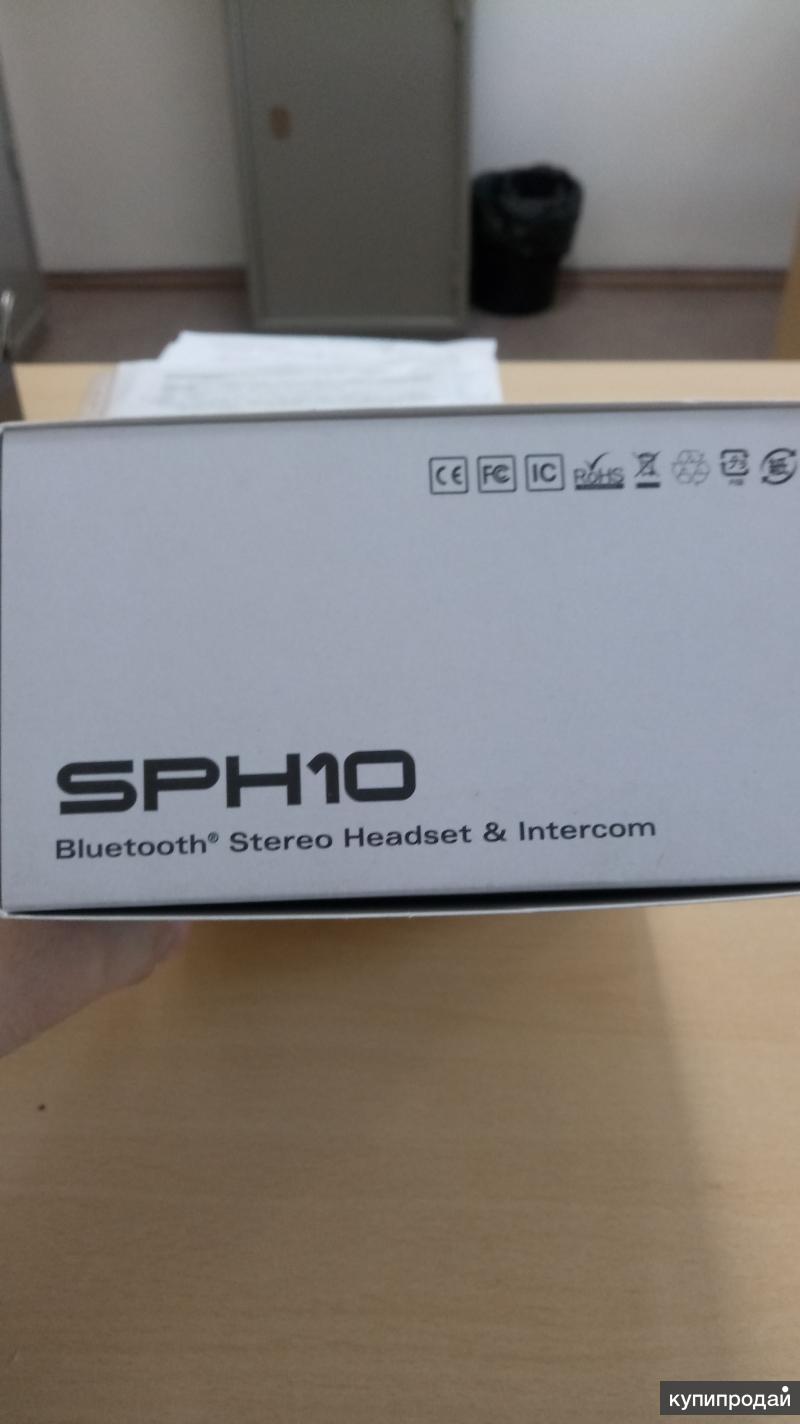 CE FC IC RoHS
SPH10
Bluetooth® Stereo Headset & Intercom
купипродай